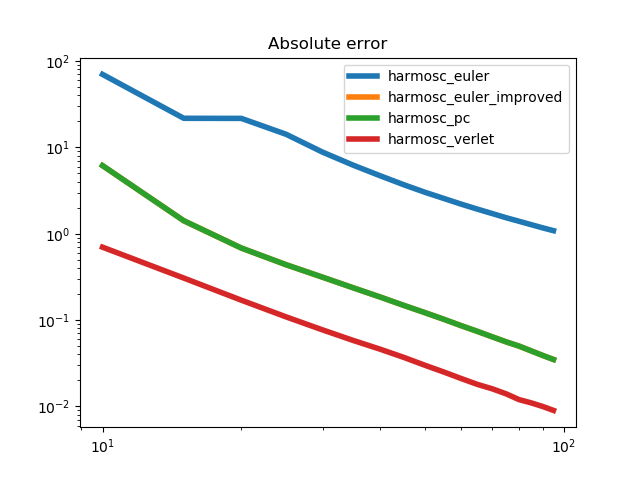 Absolute error
10²
10¹
10⁰
10⁻¹
10⁻²
harmosc_euler
harmosc_euler_improved
harmosc_pc
harmosc_verlet
10¹
10²